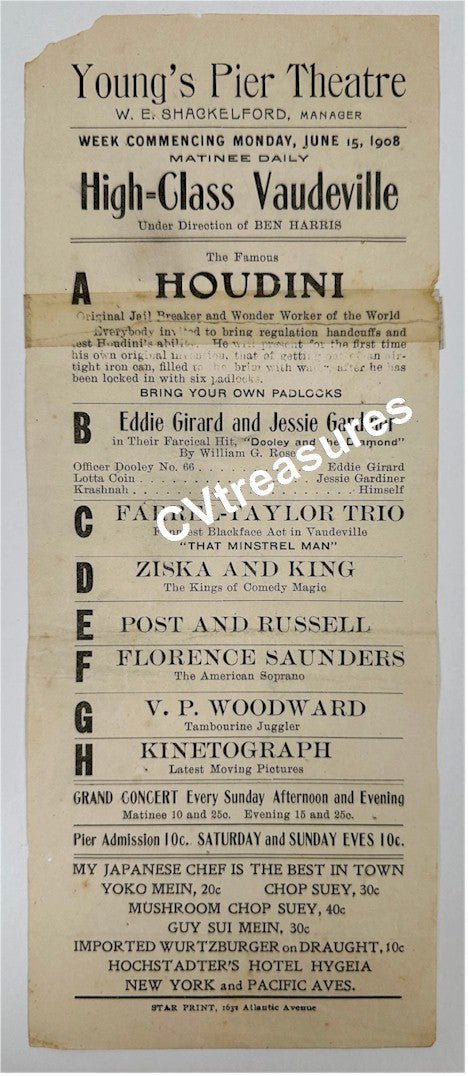 Young's Pier Theatre
W. E. SHACKELFORD, MANAGER
WEEK COMMENCING MONDAY, JUNE 15, 1908
MATINEE DAILY
High=Class Vaudeville
Under Direction of BEN HARRIS
The Famous
A HOUDINI
Original Jail Breaker and Wonder Worker of the World
Everybody invited to bring regulation handcuffs and
test Houdini's He will present for the first time
his own original invention, that of getting out of an air-
tight iron can, filled to the brim with water, after he has
been locked in with six padlocks.
BRING YOUR OWN PADLOCKS
B Eddie Girard and Jessie Gardner
in Their Farcical Hit, "Dooley and the Diamond"
By William G. Rose
Officer Dooley No. 66 . . . . . . . . . . Eddie Girard
Lotta Coin . . . . . . . . . . Jessie Gardiner
Krashnah . . . . . . . . . . Himself
C FARREL-TAYLOR TRIO
Funniest Blackface Act in Vaudeville
"THAT MINSTREL MAN"
D ZISKA AND KING
The Kings of Comedy Magic
E POST AND RUSSELL
F FLORENCE SAUNDERS
The American Soprano
G V. P. WOODWARD
Tambourine Juggler
H KINETOGRAPH
Latest Moving Pictures
GRAND CONCERT Every Sunday Afternoon and Evening
Matinee 10 and 25c. Evening 15 and 25c.
Pier Admission 10c. SATURDAY and SUNDAY EVES 10c.
MY JAPANESE CHEF IS THE BEST IN TOWN
YOKO MEIN, 20c CHOP SUEY, 30c
MUSHROOM CHOP SUEY, 40c
GUY SUI MEIN, 30c
IMPORTED WURTZBURGER on DRAUGHT, 10c
HOCHSTADTER'S HOTEL HYGEIA
NEW YORK and PACIFIC AVES.
STAR PRINT, 1631 Atlantic Avenue
CVtreasures